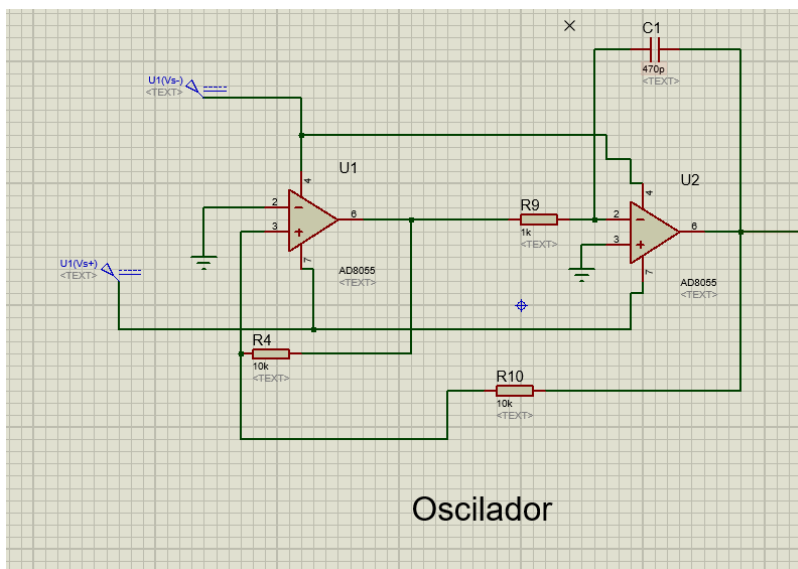 C1
470p
<TEXT>
U1(Vs-)
<TEXT>
U1
4
2
3
6
7
AD8055
<TEXT>
R9
1k
<TEXT>
U2
4
2
3
6
7
AD8055
<TEXT>
U1(Vs+)
<TEXT>
R4
10k
<TEXT>
R10
10k
<TEXT>
Oscilador